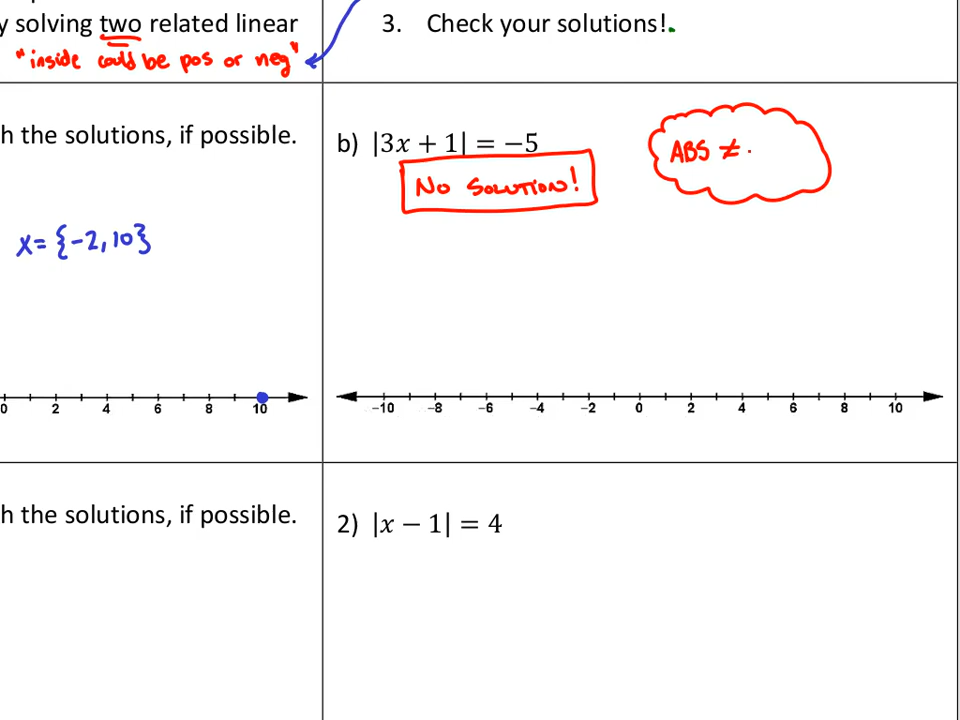 y solving two related linear
"inside could be pos or neg"
3. Check your solutions!.
h the solutions, if possible.
x = {-2, 10}
0 2 4 6 8 10
b) |3x + 1| = −5
No Solution!
ABS ≠
−10 −8 −6 −4 −2 0 2 4 6 8 10
h the solutions, if possible.
2) |x − 1| = 4